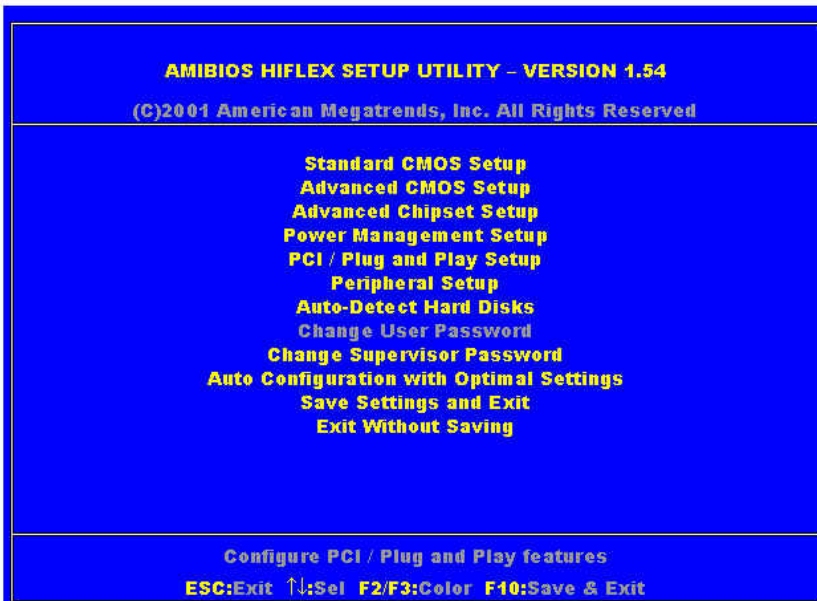 AMIBIOS HIFLEX SETUP UTILITY – VERSION 1.54
(C)2001 American Megatrends, Inc. All Rights Reserved
Standard CMOS Setup
Advanced CMOS Setup
Advanced Chipset Setup
Power Management Setup
PCI / Plug and Play Setup
Peripheral Setup
Auto-Detect Hard Disks
Change User Password
Change Supervisor Password
Auto Configuration with Optimal Settings
Save Settings and Exit
Exit Without Saving
Configure PCI / Plug and Play features
ESC:Exit ↑↓:Sel F2/F3:Color F10:Save & Exit